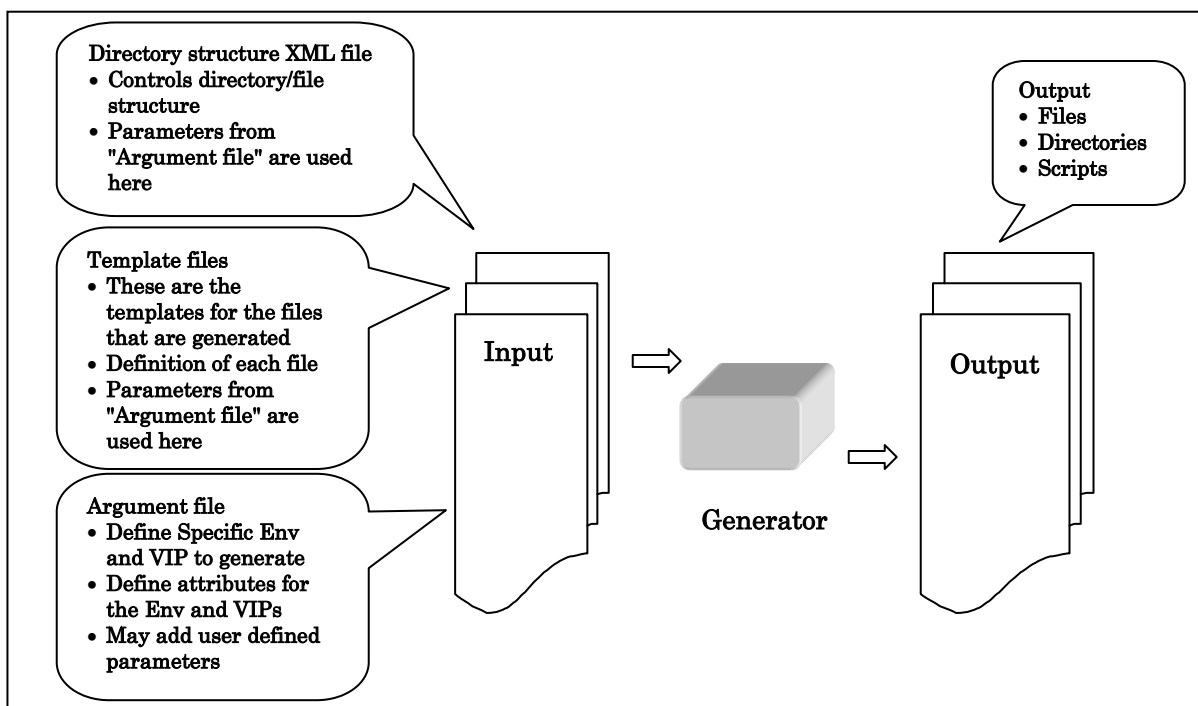 Directory structure XML file
• Controls directory/file
structure
• Parameters from
"Argument file" are used
here
Template files
• These are the
templates for the files
that are generated
• Definition of each file
• Parameters from
"Argument file" are
used here
Argument file
• Define Specific Env
and VIP to generate
• Define attributes for
the Env and VIPs
• May add user defined
parameters
Input
Generator
Output
Output
• Files
• Directories
• Scripts